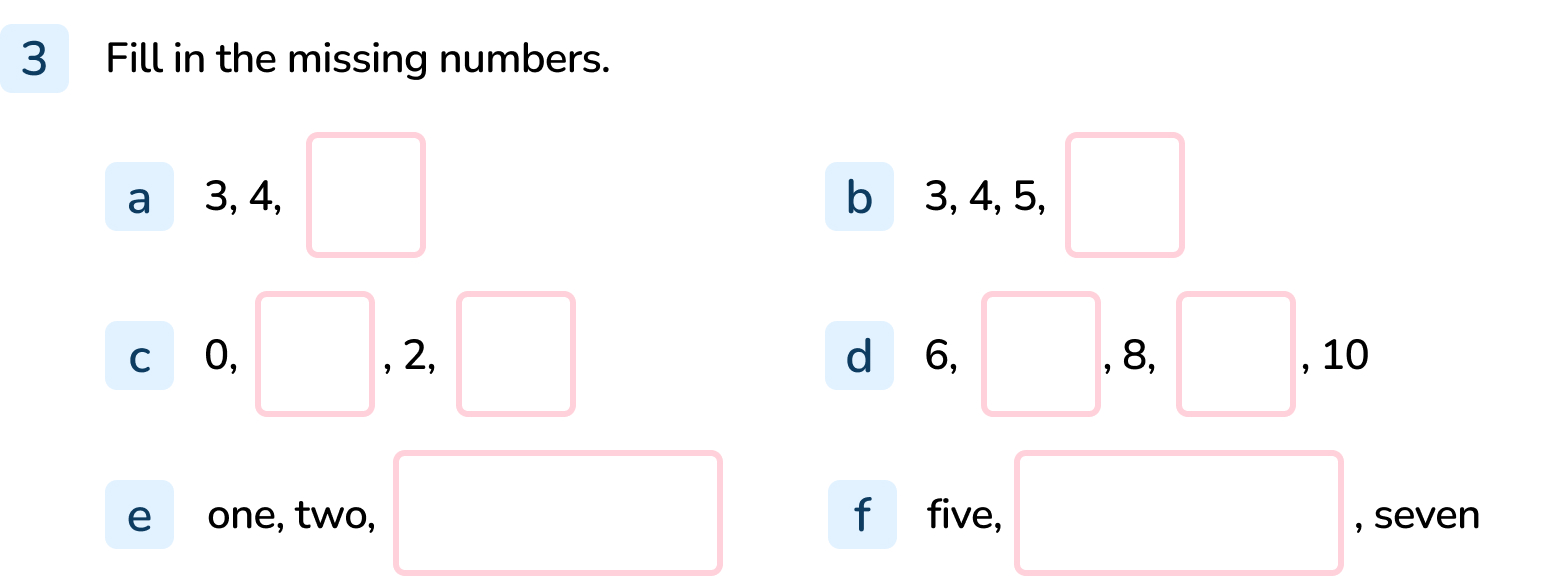 3 Fill in the missing numbers.
a 3, 4,
b 3, 4, 5,
c 0, , 2,
d 6, , 8, , 10
e one, two,
f five, , seven